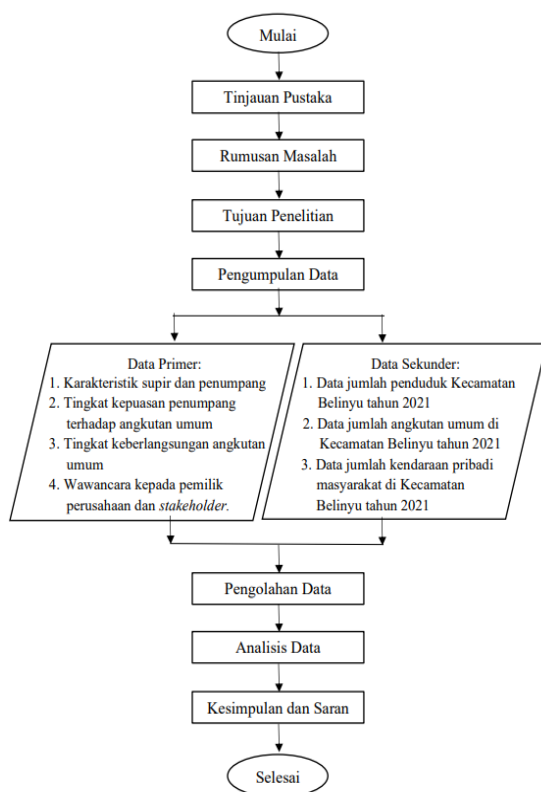 Mulai
Tinjauan Pustaka
Rumusan Masalah
Tujuan Penelitian
Pengumpulan Data
Data Primer:
1. Karakteristik supir dan penumpang
2. Tingkat kepuasan penumpang
terhadap angkutan umum
3. Tingkat keberlangsungan angkutan
umum
4. Wawancara kepada pemilik
perusahaan dan stakeholder.
Data Sekunder:
1. Data jumlah penduduk Kecamatan
Belinyu tahun 2021
2. Data jumlah angkutan umum di
Kecamatan Belinyu tahun 2021
3. Data jumlah kendaraan pribadi
masyarakat di Kecamatan
Belinyu tahun 2021
Pengolahan Data
Analisis Data
Kesimpulan dan Saran
Selesai